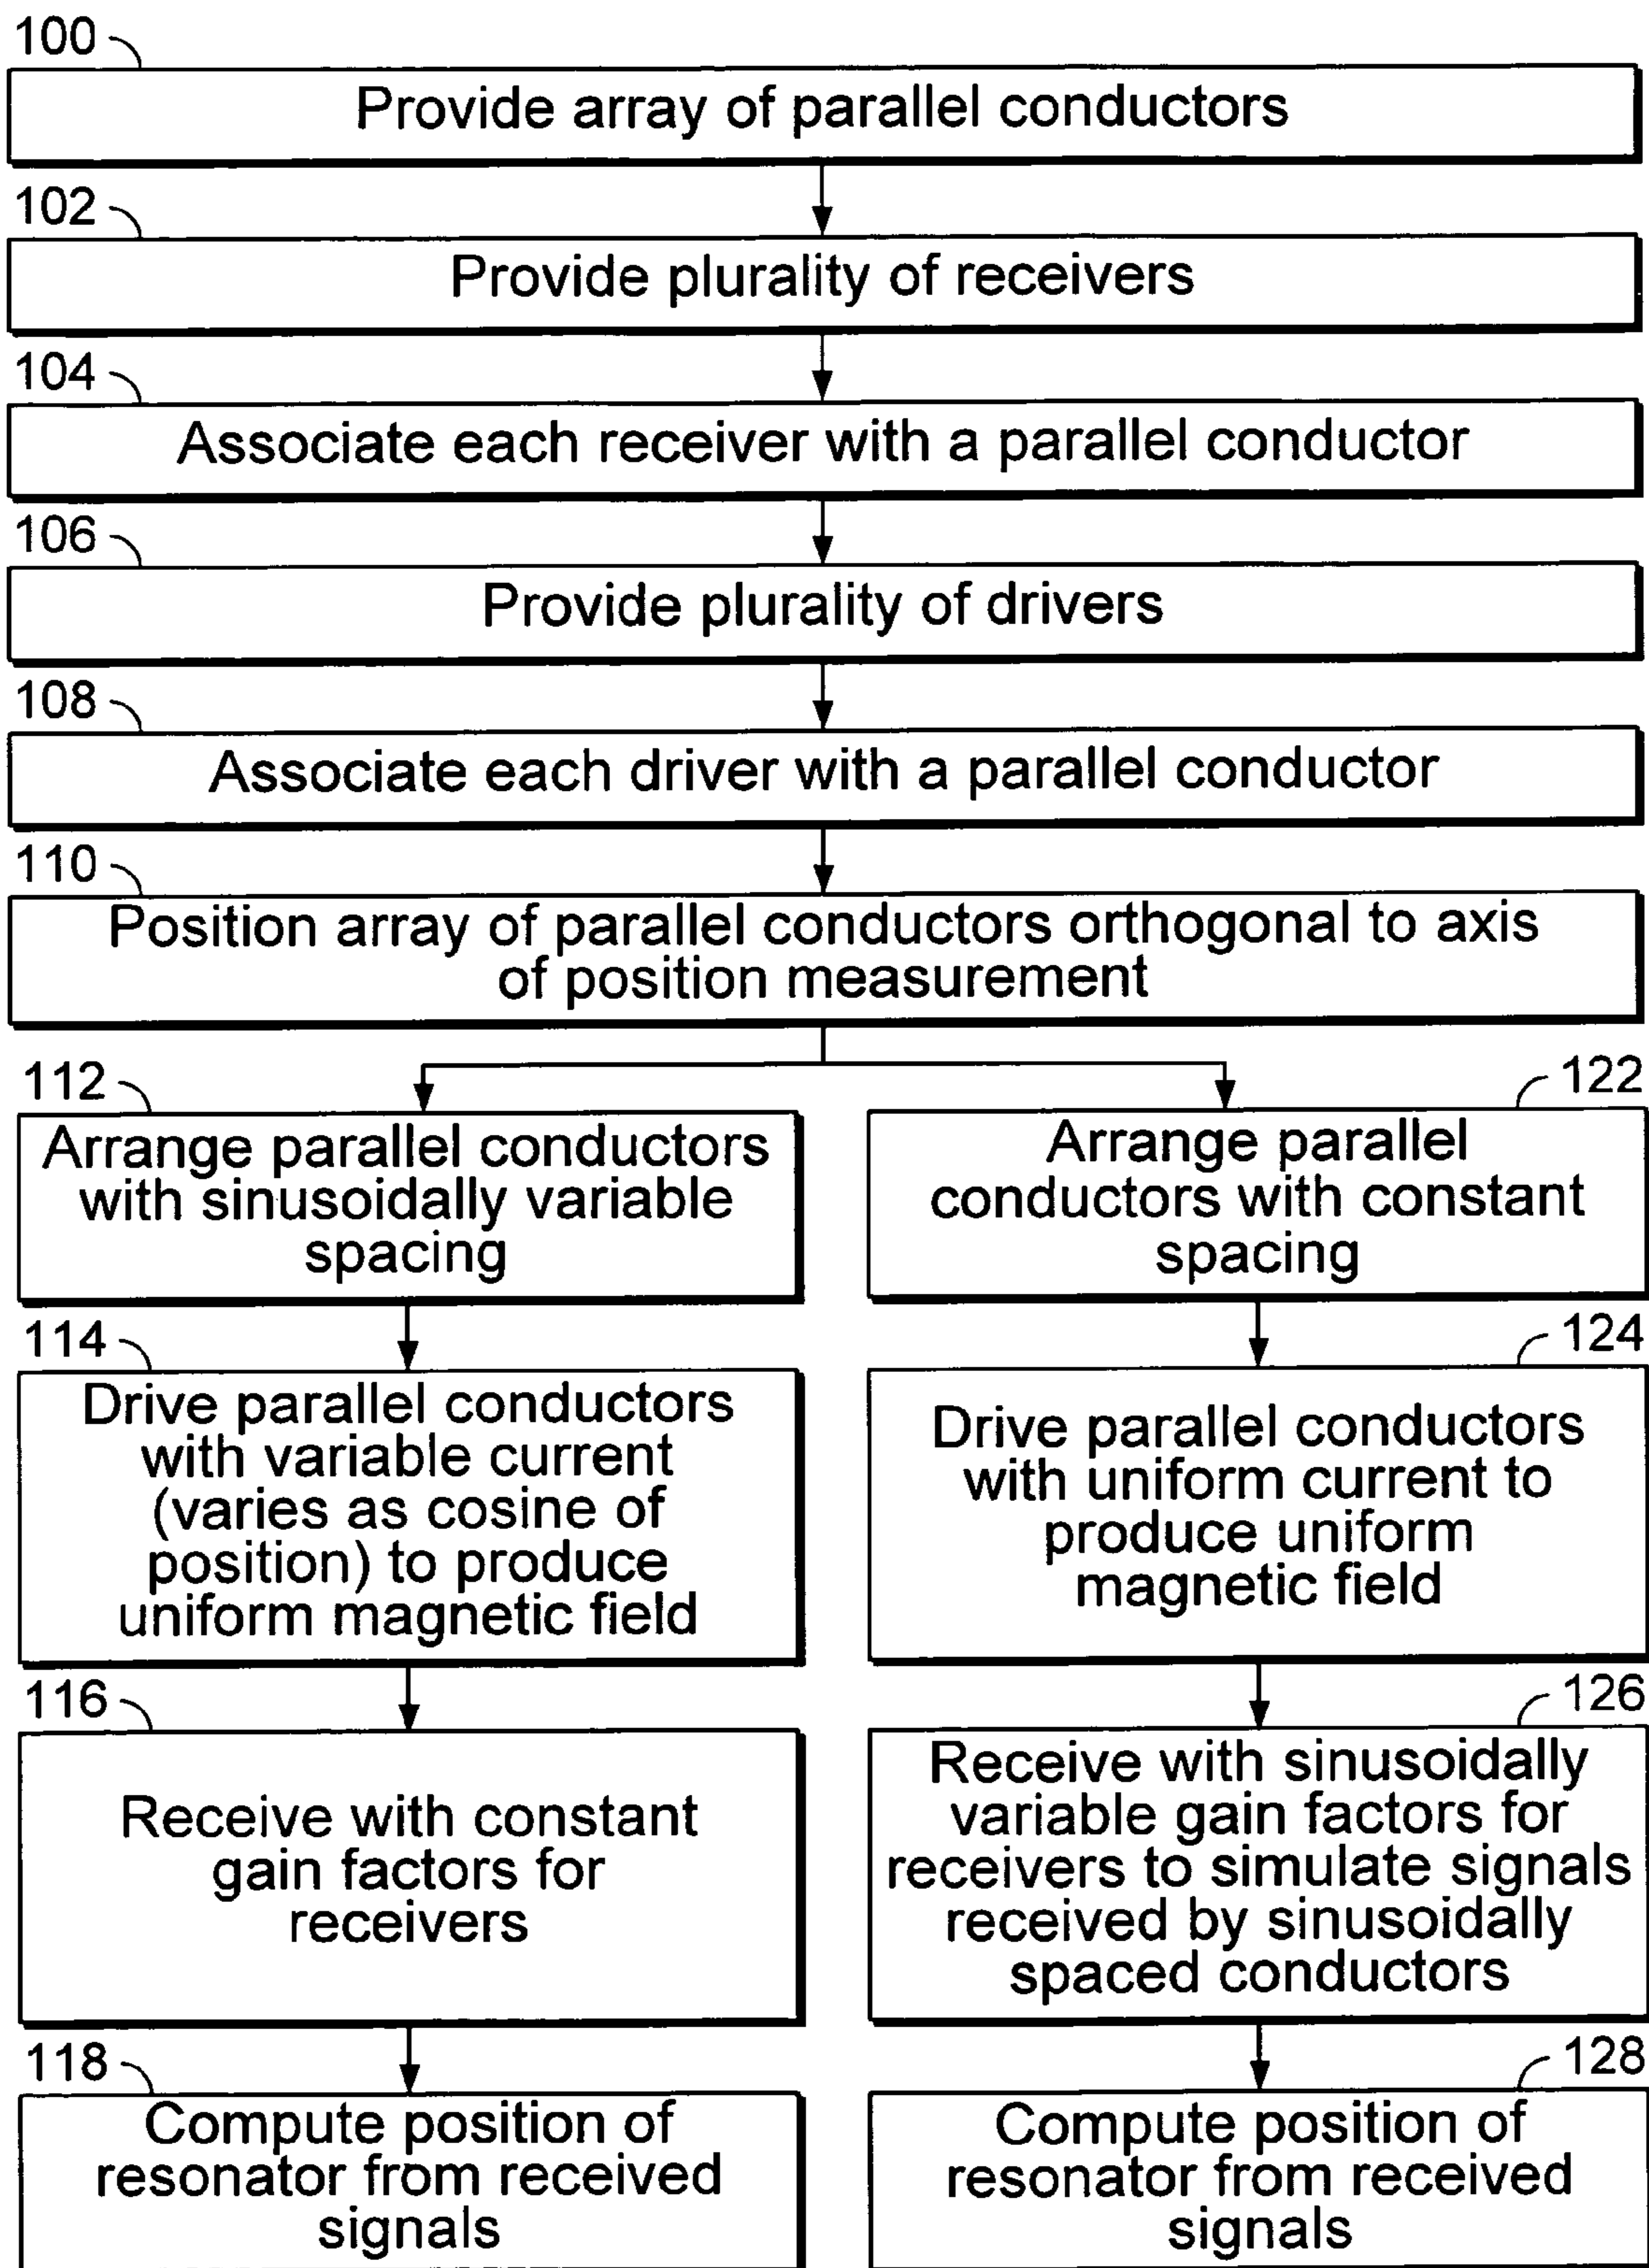 100
Provide array of parallel conductors
102
Provide plurality of receivers
104
Associate each receiver with a parallel conductor
106
Provide plurality of drivers
108
Associate each driver with a parallel conductor
110
Position array of parallel conductors orthogonal to axis
of position measurement
112
Arrange parallel conductors
with sinusoidally variable
spacing
122
Arrange parallel
conductors with constant
spacing
114
Drive parallel conductors
with variable current
(varies as cosine of
position) to produce
uniform magnetic field
124
Drive parallel conductors
with uniform current to
produce uniform
magnetic field
116
Receive with constant
gain factors for
receivers
126
Receive with sinusoidally
variable gain factors for
receivers to simulate signals
received by sinusoidally
spaced conductors
118
Compute position of
resonator from received
signals
128
Compute position of
resonator from received
signals